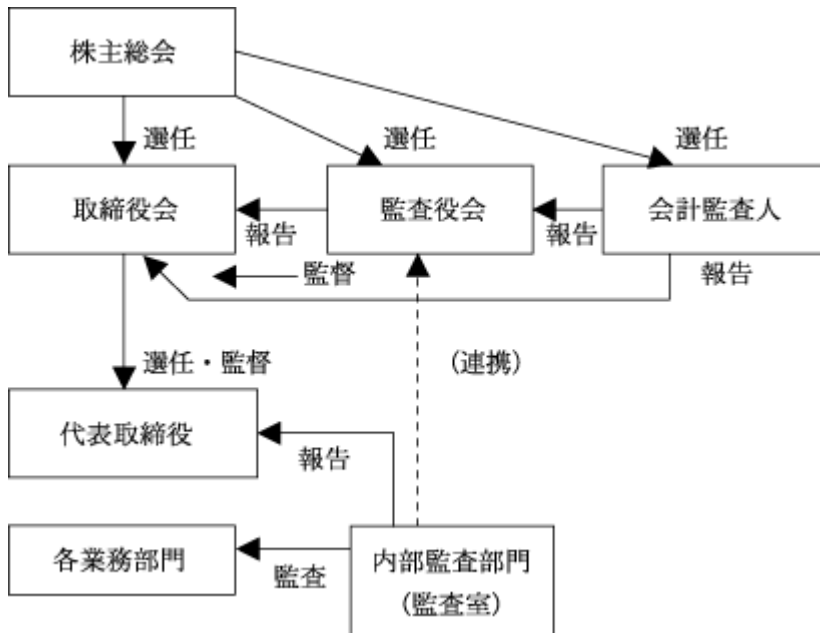 株主総会
選任
選任
選任
取締役会
監査役会
会計監査人
報告
報告
監督
報告
選任・監督
(連携)
代表取締役
報告
各業務部門
監査
内部監査部門
(監査室)